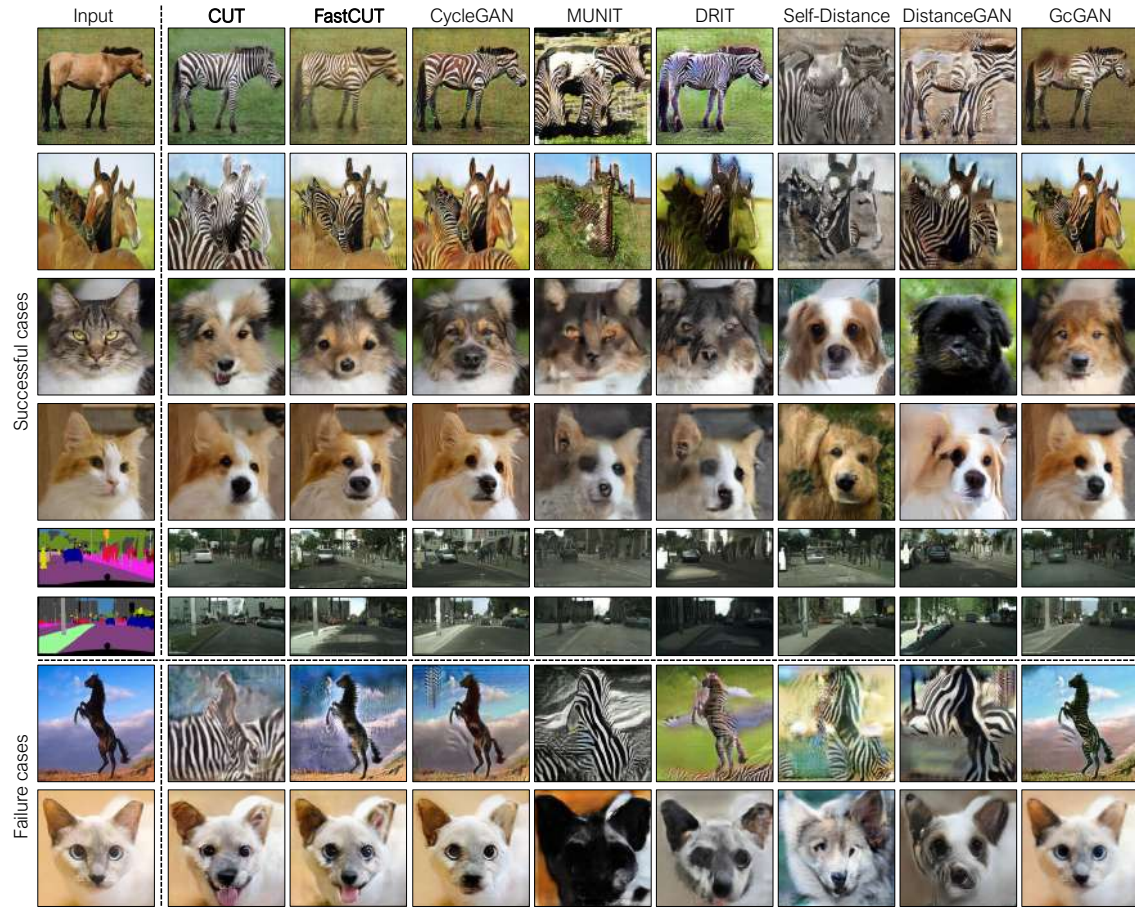 Input CUT FastCUT CycleGAN MUNIT DRIT Self-Distance DistanceGAN GcGAN
Successful cases
Failure cases